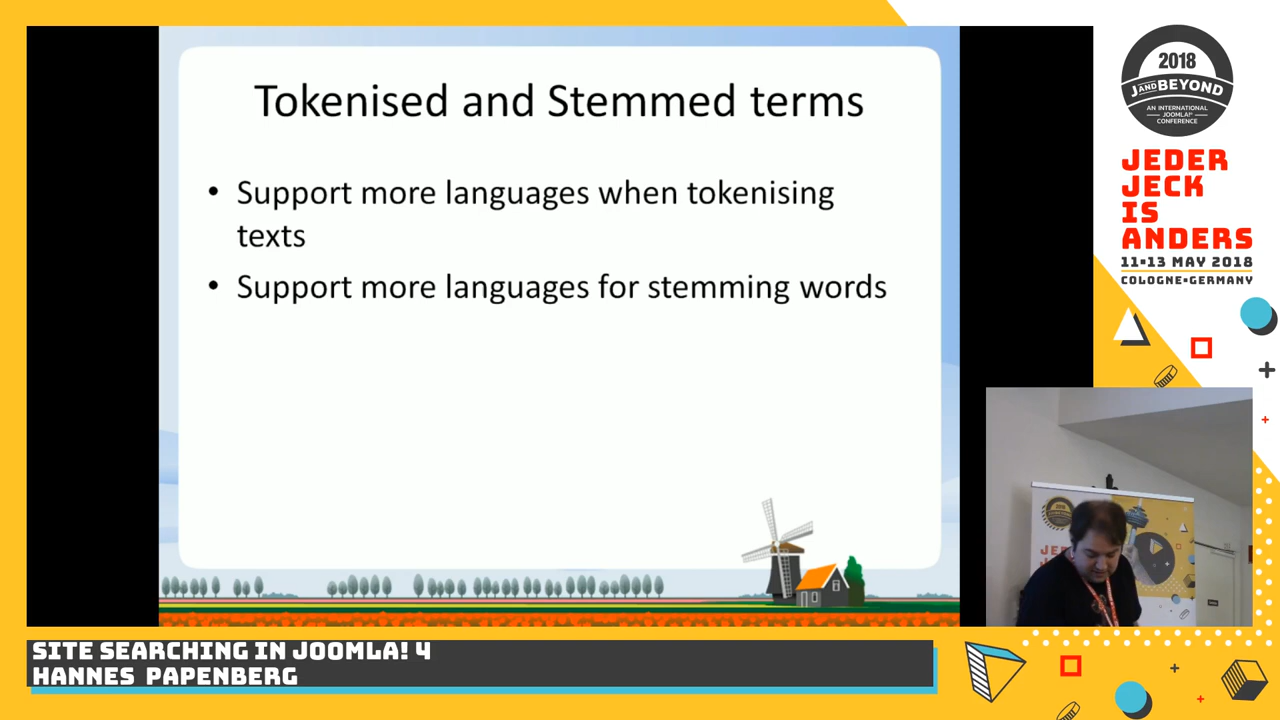 Tokenised and Stemmed terms
• Support more languages when tokenising
texts
• Support more languages for stemming words
2018
J AND BEYOND
AN INTERNATIONAL
JOOMLA!®
CONFERENCE
JEDER
JECK
IS
ANDERS
11-13 MAY 2018
COLOGNE▪GERMANY
SITE SEARCHING IN JOOMLA! 4
HANNES PAPENBERG